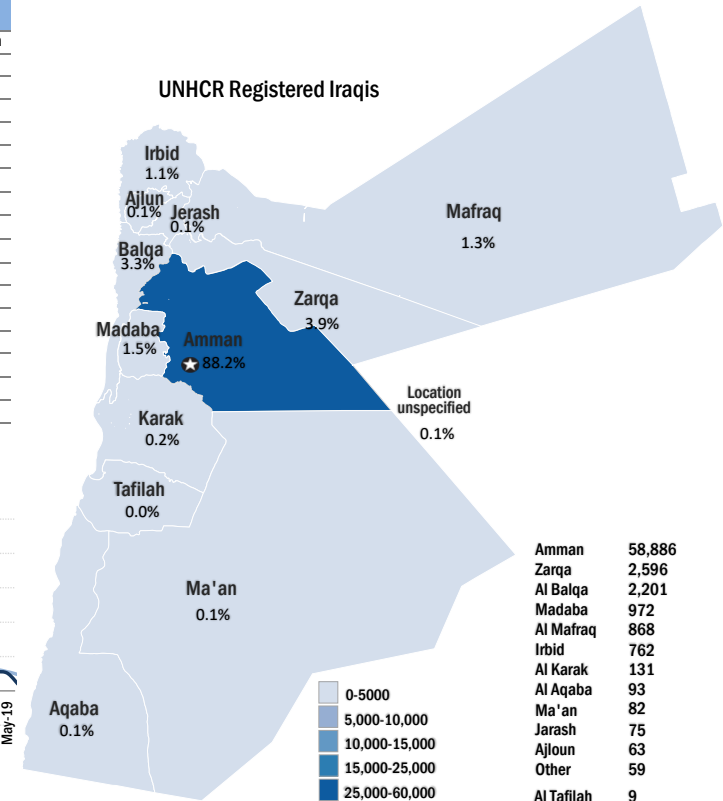 UNHCR Registered Iraqis
Irbid
1.1%
Ajlun
0.1%
Jerash
0.1%
Mafraq
1.3%
Balqa
3.3%
Zarqa
3.9%
Madaba
1.5%
Amman
88.2%
Location
unspecified
0.1%
Karak
0.2%
Tafilah
0.0%
Ma'an
0.1%
Aqaba
0.1%
May-19
0-5000
5,000-10,000
10,000-15,000
15,000-25,000
25,000-60,000
Amman 58,886
Zarqa 2,596
Al Balqa 2,201
Madaba 972
Al Mafraq 868
Irbid 762
Al Karak 131
Al Aqaba 93
Ma'an 82
Jarash 75
Ajloun 63
Other 59
Al Tafilah 9